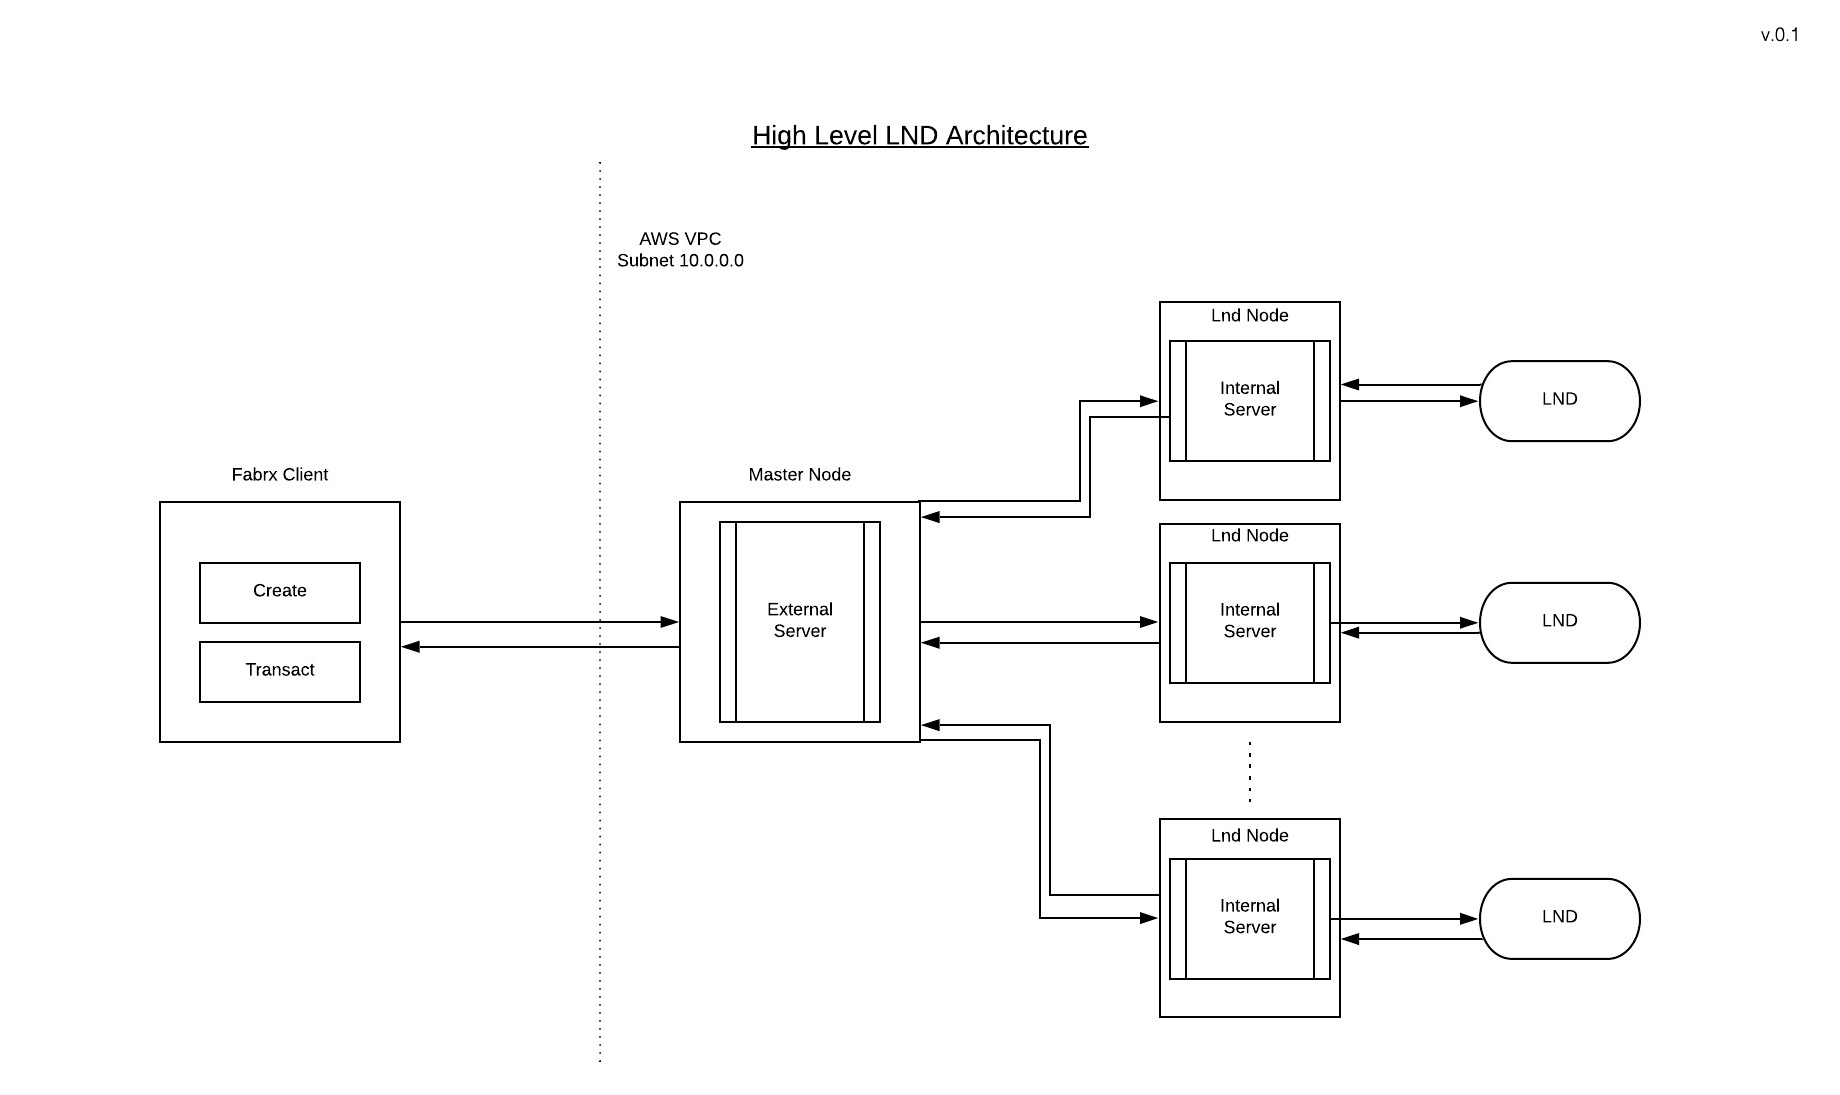 v.0.1
High Level LND Architecture
AWS VPC
Subnet 10.0.0.0
Fabrx Client
Create
Transact
Master Node
External
Server
Lnd Node
Internal
Server
LND
Lnd Node
Internal
Server
LND
Lnd Node
Internal
Server
LND